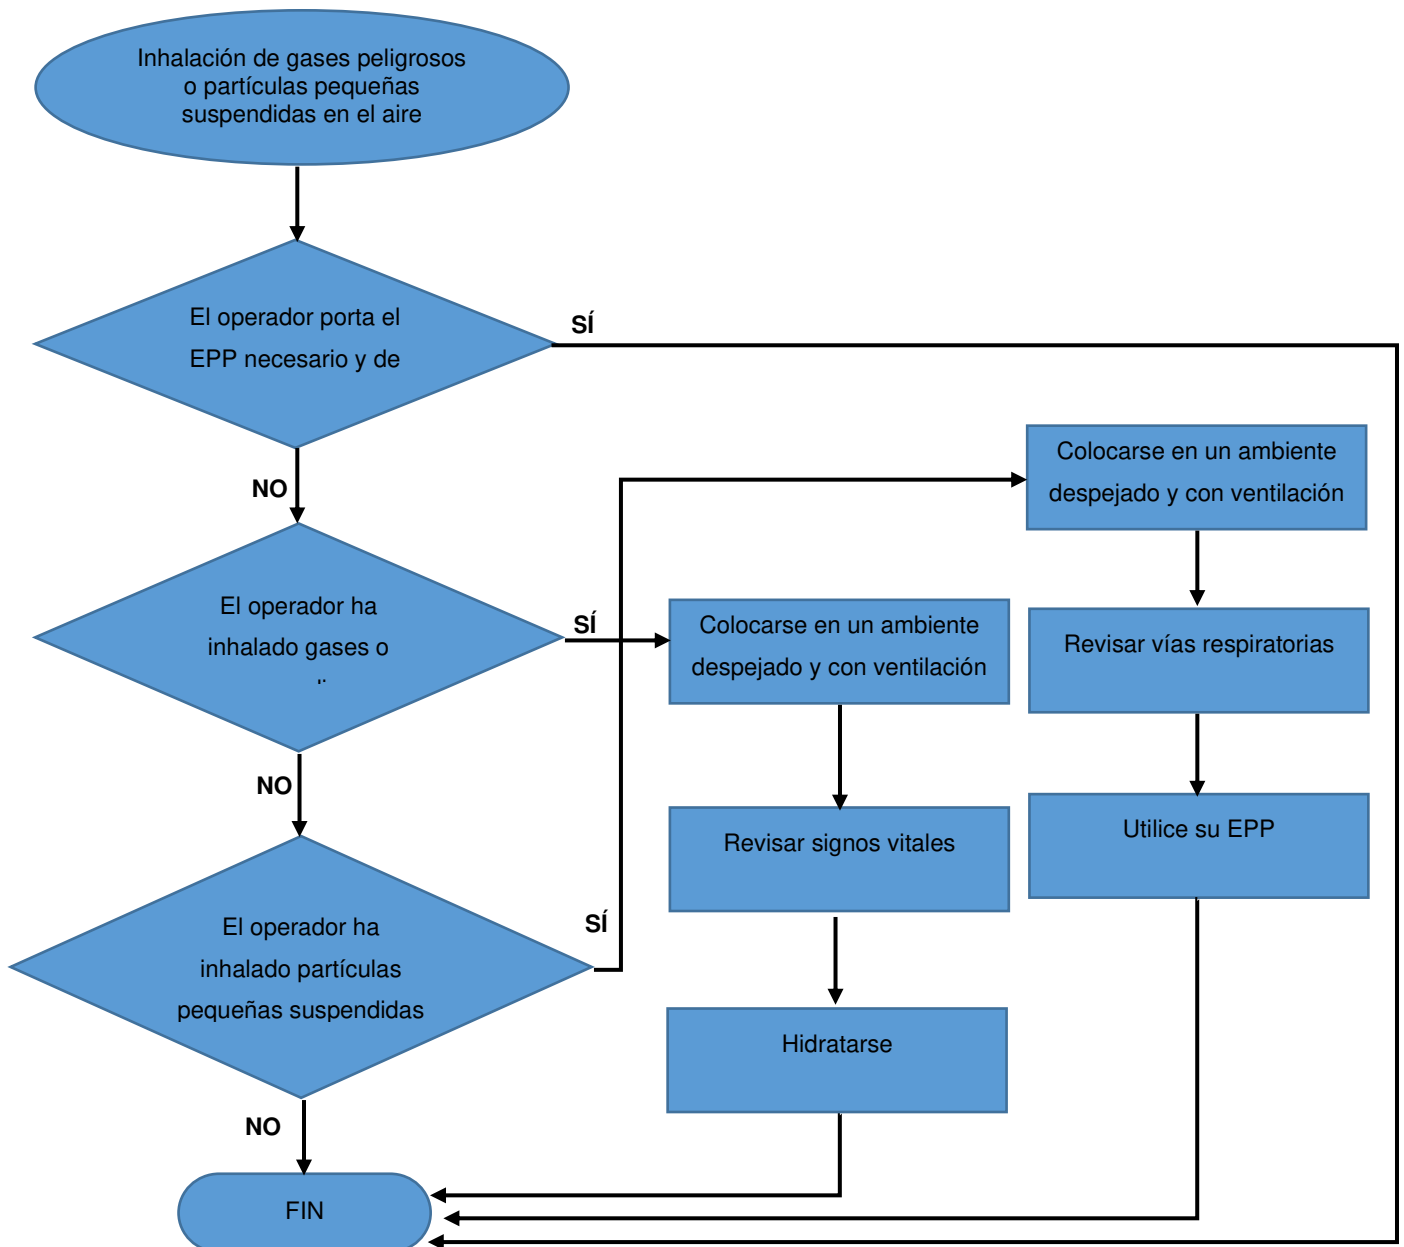 Inhalación de gases peligrosos
o partículas pequeñas
suspendidas en el aire
El operador porta el
EPP necesario y de
SÍ
NO
El operador ha
inhalado gases o
SÍ
NO
El operador ha
inhalado partículas
pequeñas suspendidas
SÍ
NO
FIN
Colocarse en un ambiente
despejado y con ventilación
Revisar signos vitales
Hidratarse
Colocarse en un ambiente
despejado y con ventilación
Revisar vías respiratorias
Utilice su EPP